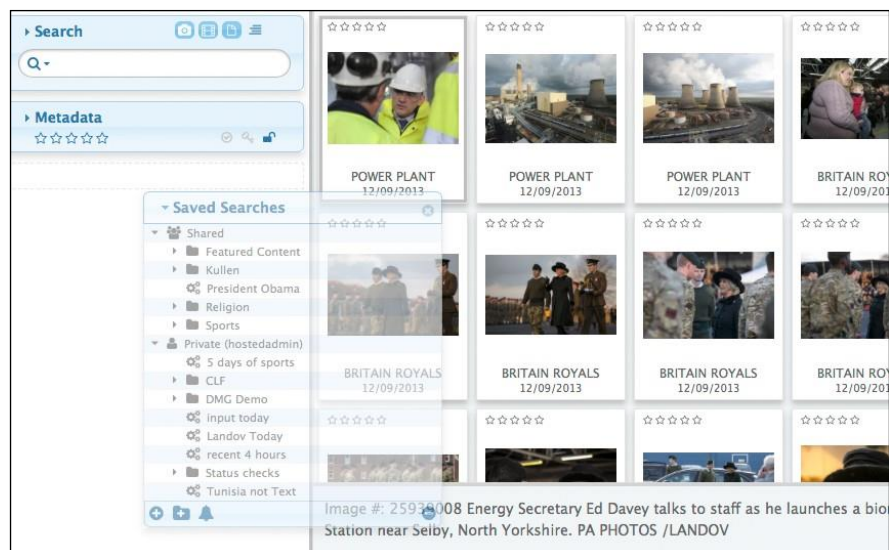 Search
Metadata
Saved Searches
Shared
Featured Content
Kullen
President Obama
Religion
Sports
Private (hostedadmin)
5 days of sports
CLF
DMG Demo
input today
Landov Today
recent 4 hours
Status checks
Tunisia not Text
POWER PLANT
12/09/2013
POWER PLANT
12/09/2013
POWER PLANT
12/09/2013
BRITAIN ROY
12/09/201
BRITAIN ROYALS
12/09/2013
BRITAIN ROYALS
12/09/2013
BRITAIN ROYALS
12/09/2013
BRITAIN ROY
12/09/201
Image #: 25939008 Energy Secretary Ed Davey talks to staff as he launches a bion
Station near Selby, North Yorkshire. PA PHOTOS /LANDOV